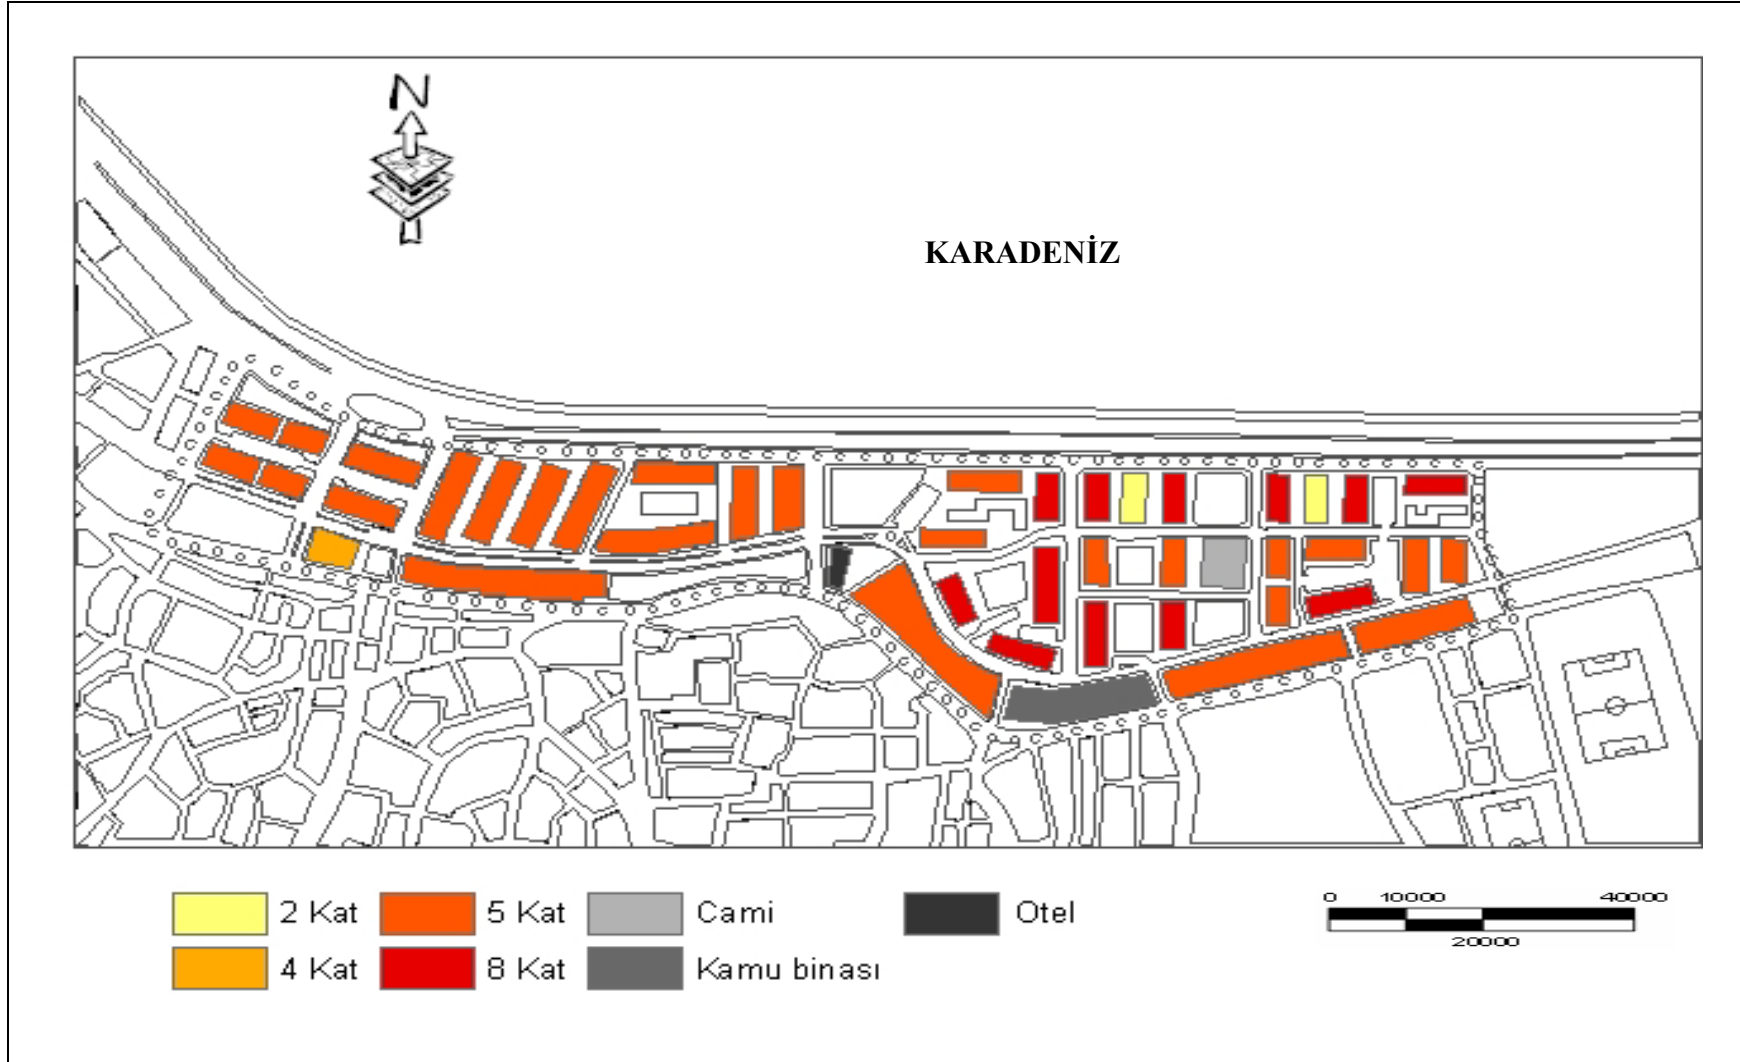 N
KARADENİZ
2 Kat 5 Kat Cami Otel
4 Kat 8 Kat Kamu binası
0 10000 40000
20000